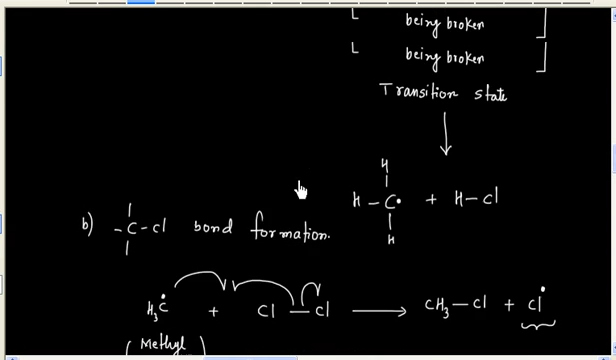 being broken
being broken
Transition state
H
H – C• + H – Cl
H
b) – C – Cl bond formation.
H₃C• + Cl — Cl ⟶ CH₃ – Cl + Cl•
(Methyl